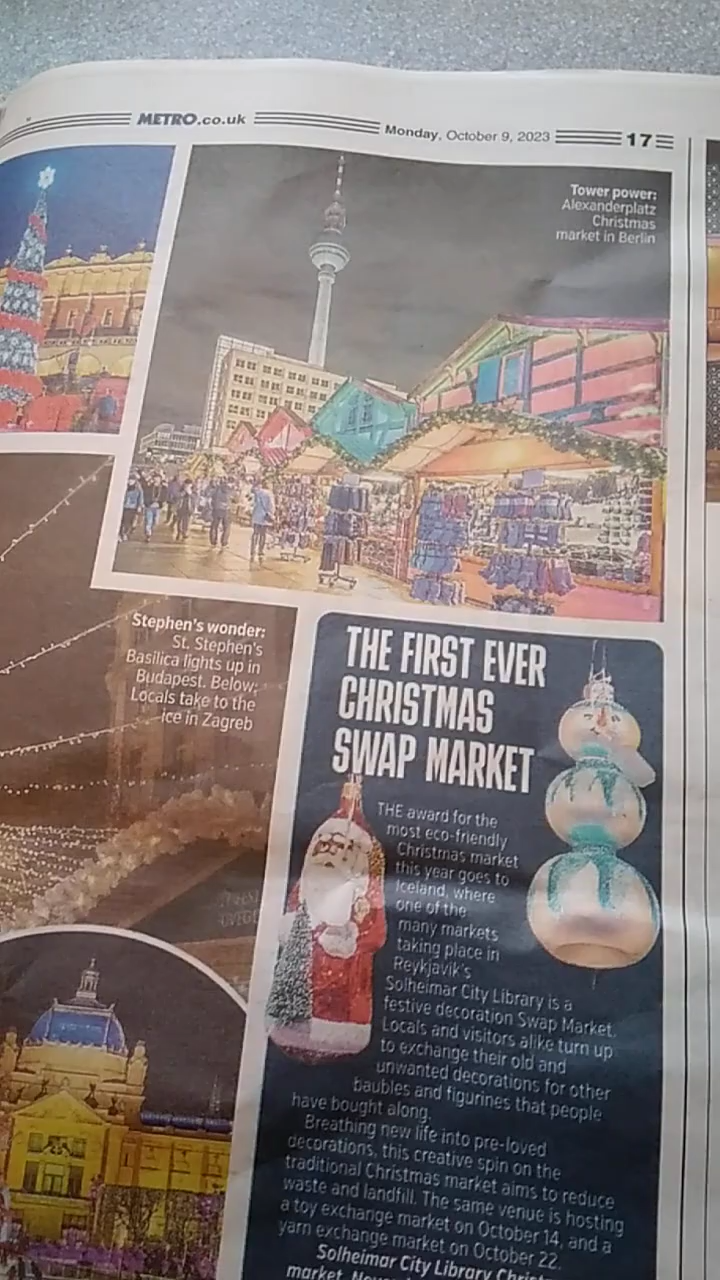 METRO.co.uk
Monday, October 9, 2023
17
Tower power:
Alexanderplatz
Christmas
market in Berlin
Stephen's wonder:
St. Stephen's
Basilica lights up in
Budapest. Below;
Locals take to the
ice in Zagreb
THE FIRST EVER
CHRISTMAS
SWAP MARKET
THE award for the
most eco-friendly
Christmas market
this year goes to
Iceland, where
one of the
many markets
taking place in
Reykjavik's
Solheimar City Library is a
festive decoration Swap Market.
Locals and visitors alike turn up
to exchange their old and
unwanted decorations for other
baubles and figurines that people
have bought along.
Breathing new life into pre-loved
decorations, this creative spin on the
traditional Christmas market aims to reduce
waste and landfill. The same venue is hosting
a toy exchange market on October 14, and a
yarn exchange market on October 22.
Solheimar City Library
market,